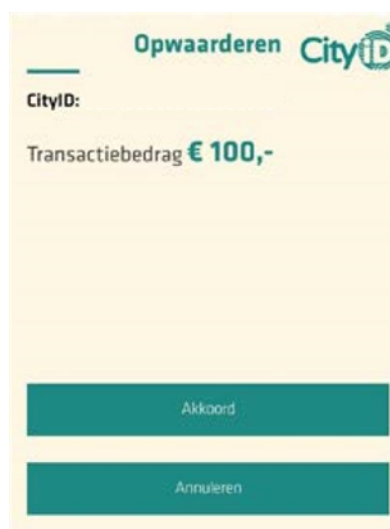 Opwaarderen CityiD
CityID:
Transactiebedrag € 100,-
Akkoord
Annuleren